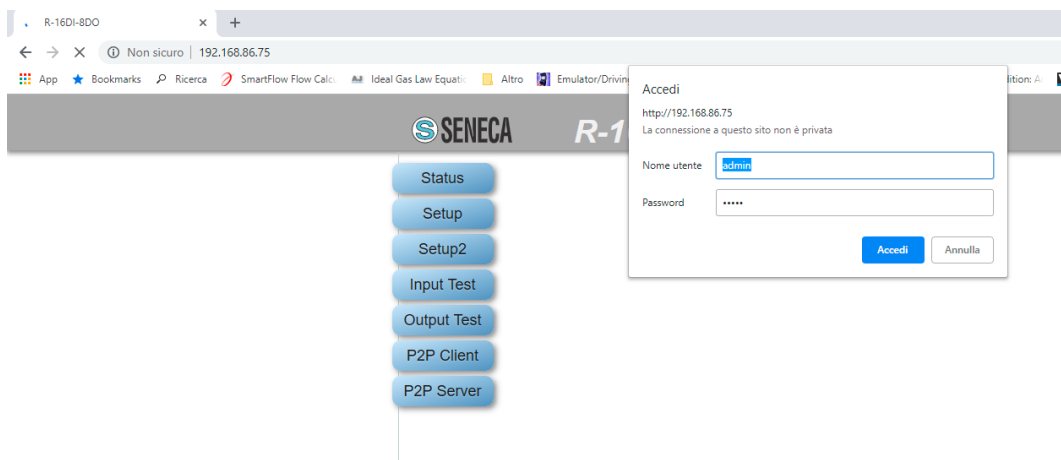 R-16DI-8DO
Non sicuro 192.168.86.75
App Bookmarks Ricerca SmartFlow Flow Calc Ideal Gas Law Equatic Altro Emulator/Driving dition: A
SENECA R-1
Accedi
http://192.168.86.75
La connessione a questo sito non è privata
Nome utente admin
Password •••••
Accedi Annulla
Status
Setup
Setup2
Input Test
Output Test
P2P Client
P2P Server